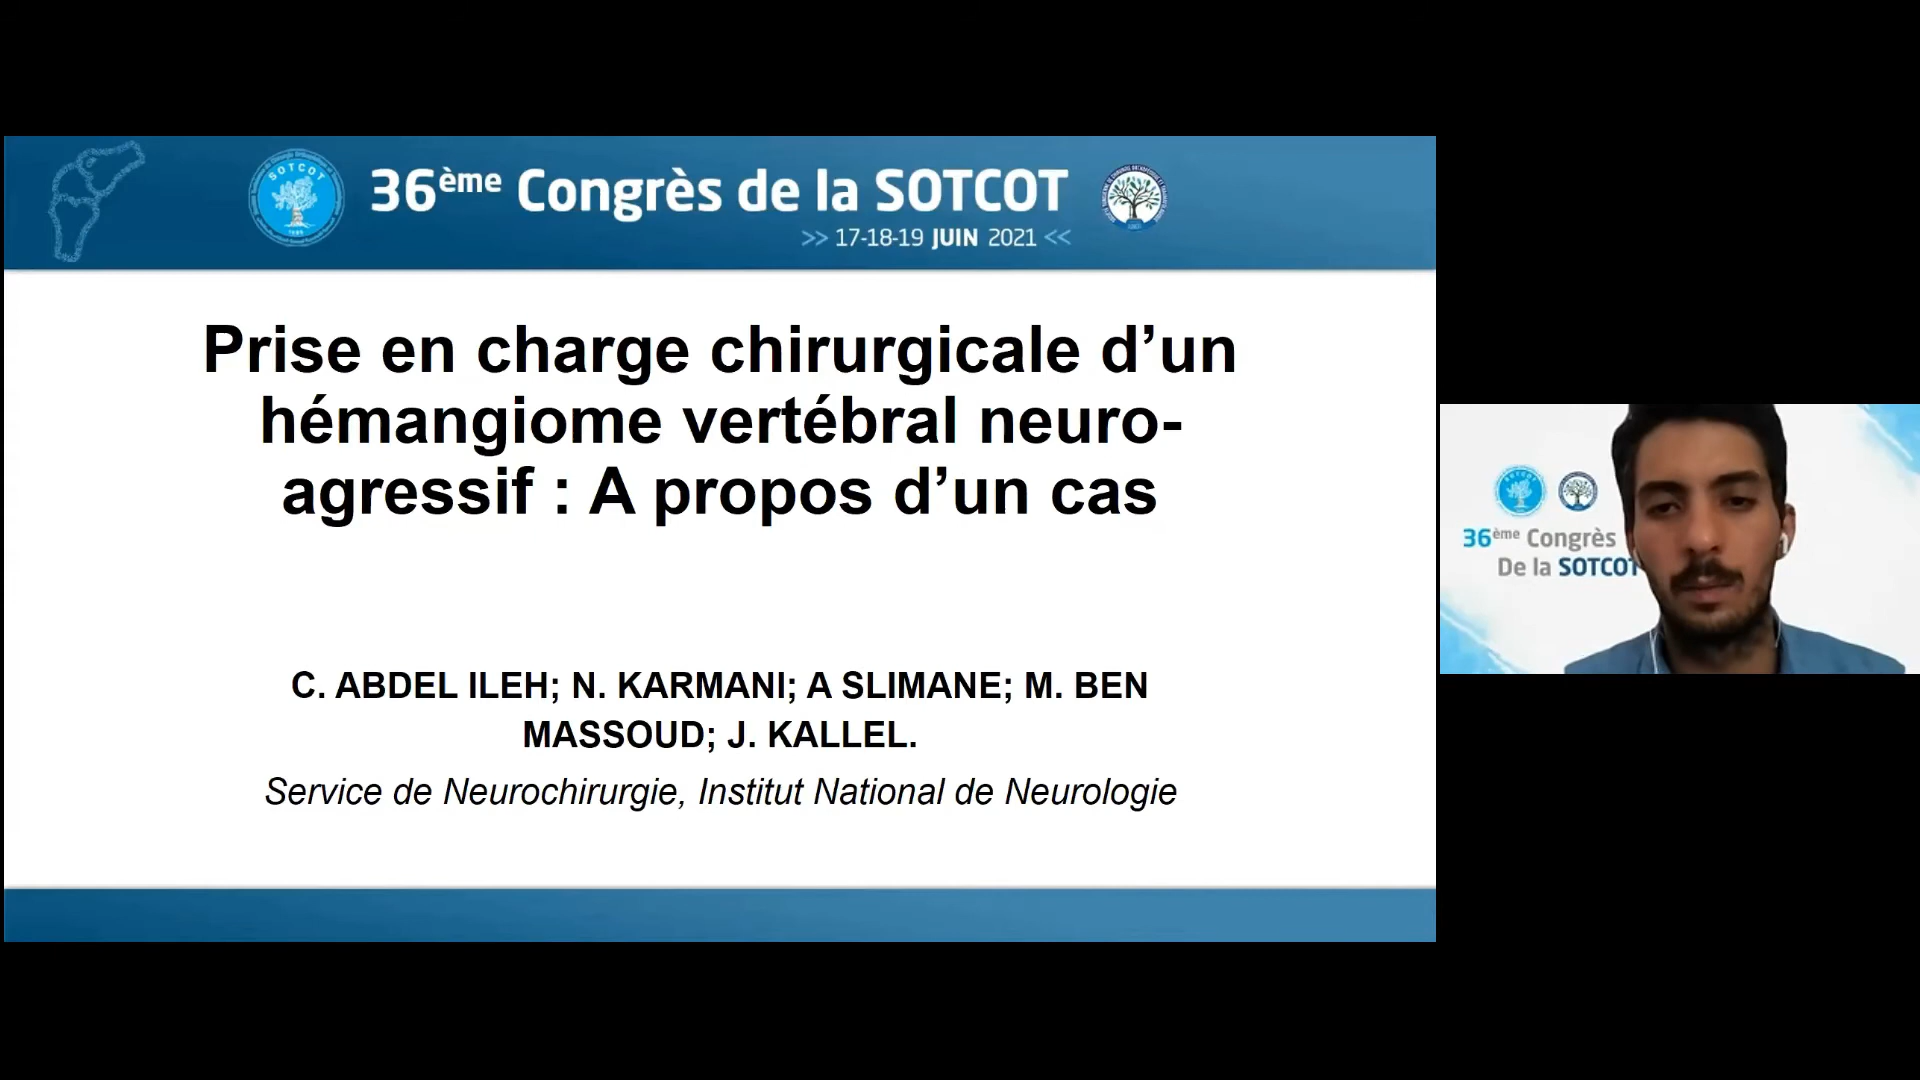 SOTCOT
36ème Congrès de la SOTCOT
>> 17-18-19 JUIN 2021 <<
Prise en charge chirurgicale d’un
hémangiome vertébral neuro-
agressif : A propos d’un cas
C. ABDEL ILEH; N. KARMANI; A SLIMANE; M. BEN
MASSOUD; J. KALLEL.
Service de Neurochirurgie, Institut National de Neurologie
36ème Congrès
De la SOTCOT